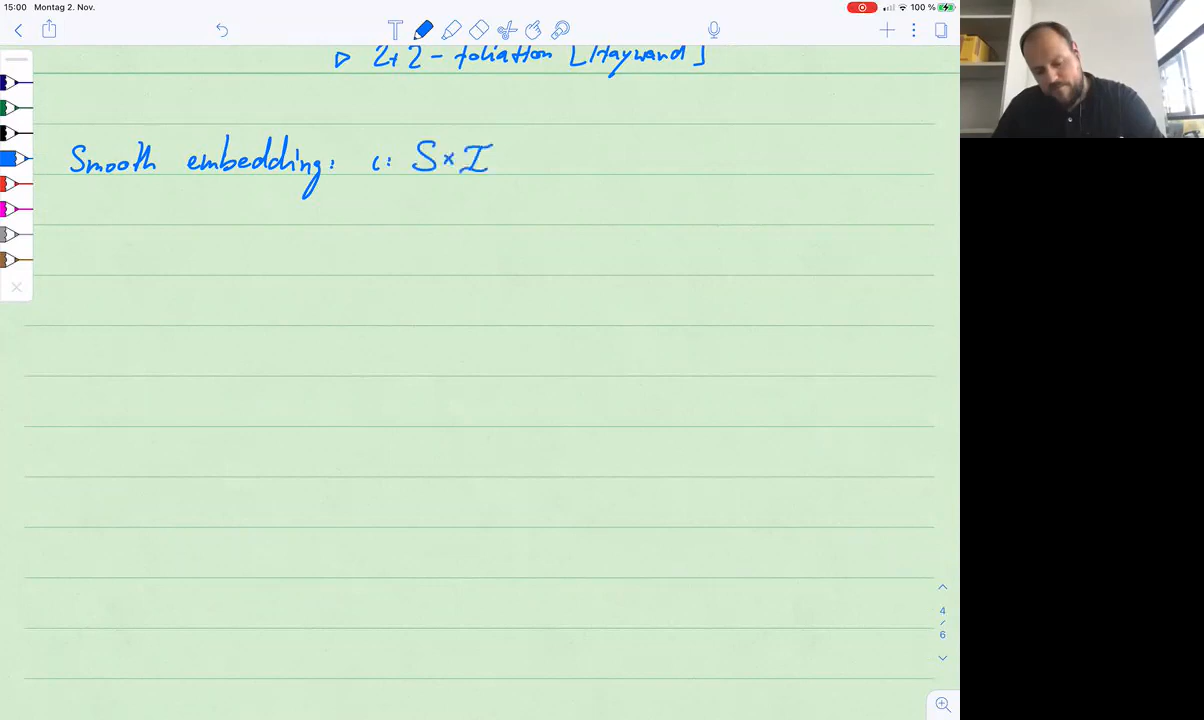 15:00 Montag 2. Nov. 100 %
▷ 2+2 - foliation [Hayward]
Smooth embedding: ι: S × I
4
/
6